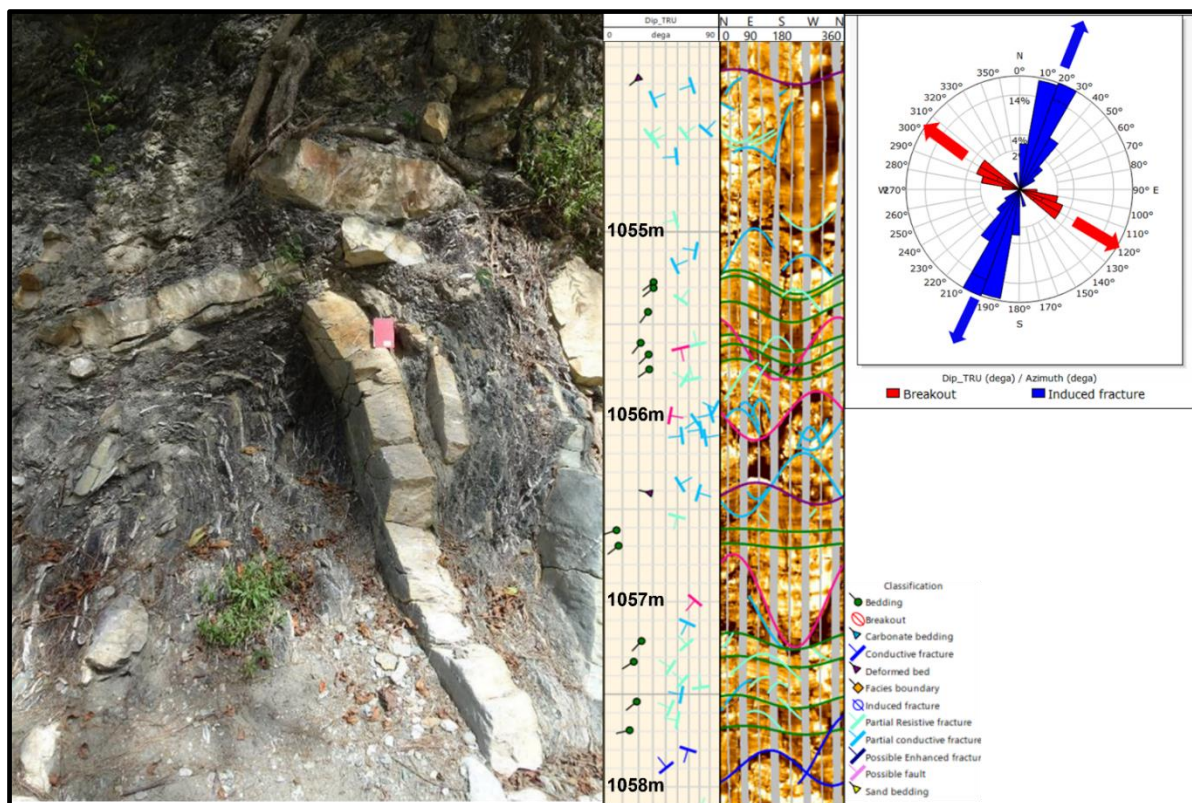 Dip_TRU
0 dega 90
N E S W N
0 90 180 360
1055m
1056m
1057m
1058m
N
0°
10°
20°
30°
40°
50°
60°
70°
80°
90° E
100°
110°
120°
130°
140°
150°
160°
170°
180°
S
190°
210°
220°
230°
240°
250°
260°
270°
280°
290°
300°
310°
320°
330°
340°
350°
14%
4%
Dip_TRU (dega) / Azimuth (dega)
Breakout Induced fracture
Classification
Bedding
Breakout
Carbonate bedding
Conductive fracture
Deformed bed
Facies boundary
Induced fracture
Partial Resistive fracture
Partial conductive fracture
Possible Enhanced fractur
Possible fault
Sand bedding